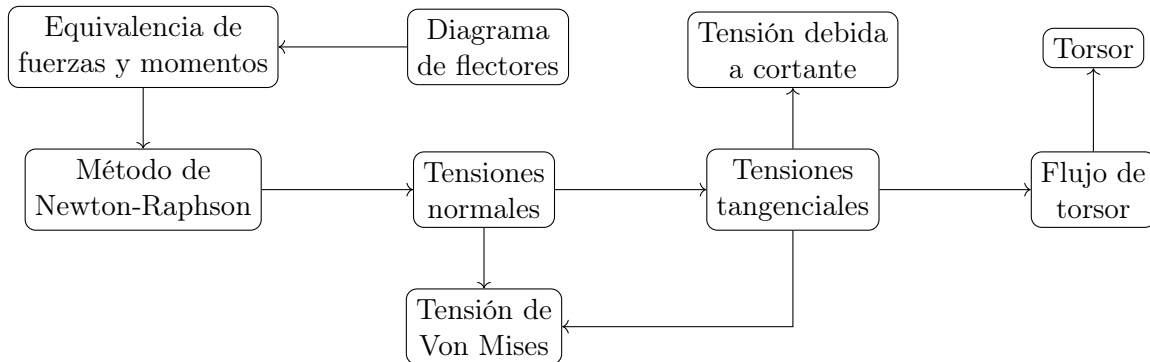 Equivalencia de
fuerzas y momentos
Diagrama
de flectores
Tensión debida
a cortante
Torsor
Método de
Newton-Raphson
Tensiones
normales
Tensiones
tangenciales
Flujo de
torsor
Tensión de
Von Mises